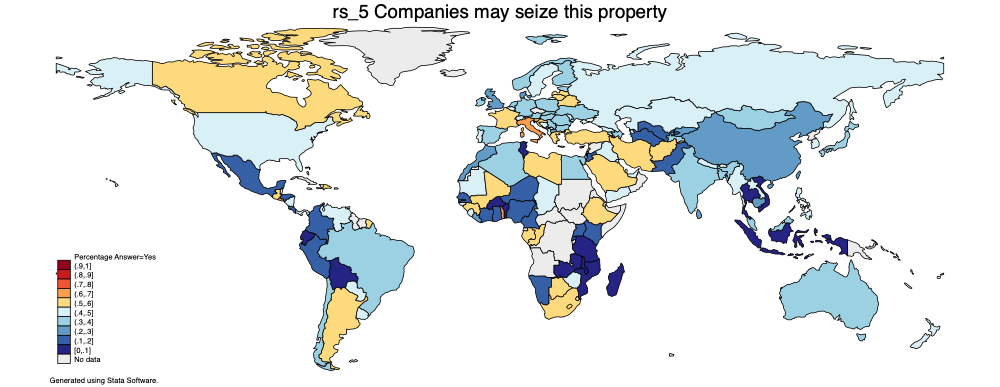 rs_5 Companies may seize this property
Percentage Answer=Yes
(.9,1]
(.8,.9]
(.7,.8]
(.6,.7]
(.5,.6]
(.4,.5]
(.3,.4]
(.2,.3]
(.1,.2]
[0,.1]
No data
Generated using Stata Software.